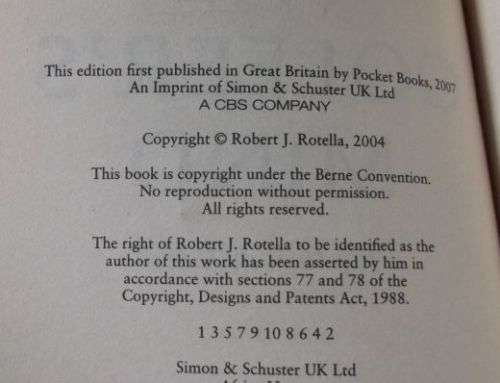 This edition first published in Great Britain by Pocket Books, 2007
An Imprint of Simon & Schuster UK Ltd
A CBS COMPANY
Copyright © Robert J. Rotella, 2004
This book is copyright under the Berne Convention.
No reproduction without permission.
All rights reserved.
The right of Robert J. Rotella to be identified as the
author of this work has been asserted by him in
accordance with sections 77 and 78 of the
Copyright, Designs and Patents Act, 1988.
1 3 5 7 9 10 8 6 4 2
Simon & Schuster UK Ltd